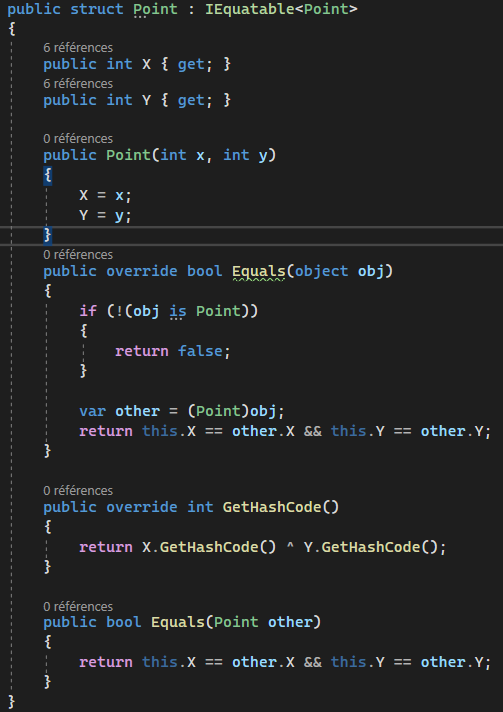 public struct Point : IEquatable<Point>
{
6 références
public int X { get; }
6 références
public int Y { get; }
0 références
public Point(int x, int y)
{
X = x;
Y = y;
}
0 références
public override bool Equals(object obj)
{
if (!(obj is Point))
{
return false;
}
var other = (Point)obj;
return this.X == other.X && this.Y == other.Y;
}
0 références
public override int GetHashCode()
{
return X.GetHashCode() ^ Y.GetHashCode();
}
0 références
public bool Equals(Point other)
{
return this.X == other.X && this.Y == other.Y;
}
}